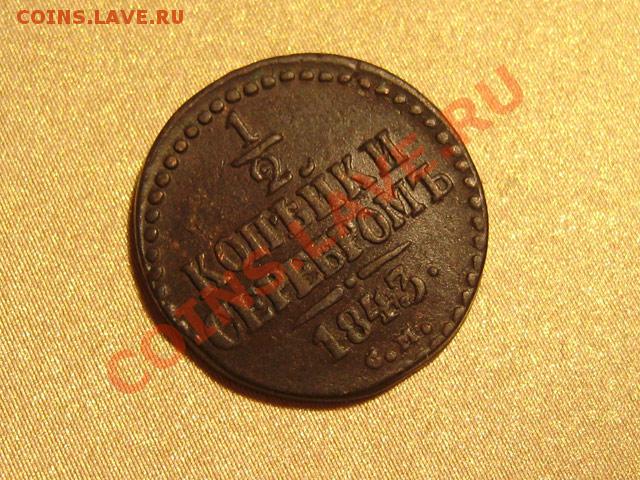 COINS.LAVE.RU
1/2
КОПѢЙКИ
СЕРЕБРОМЪ
1843.
С.М.
COINS.LAVE.RU